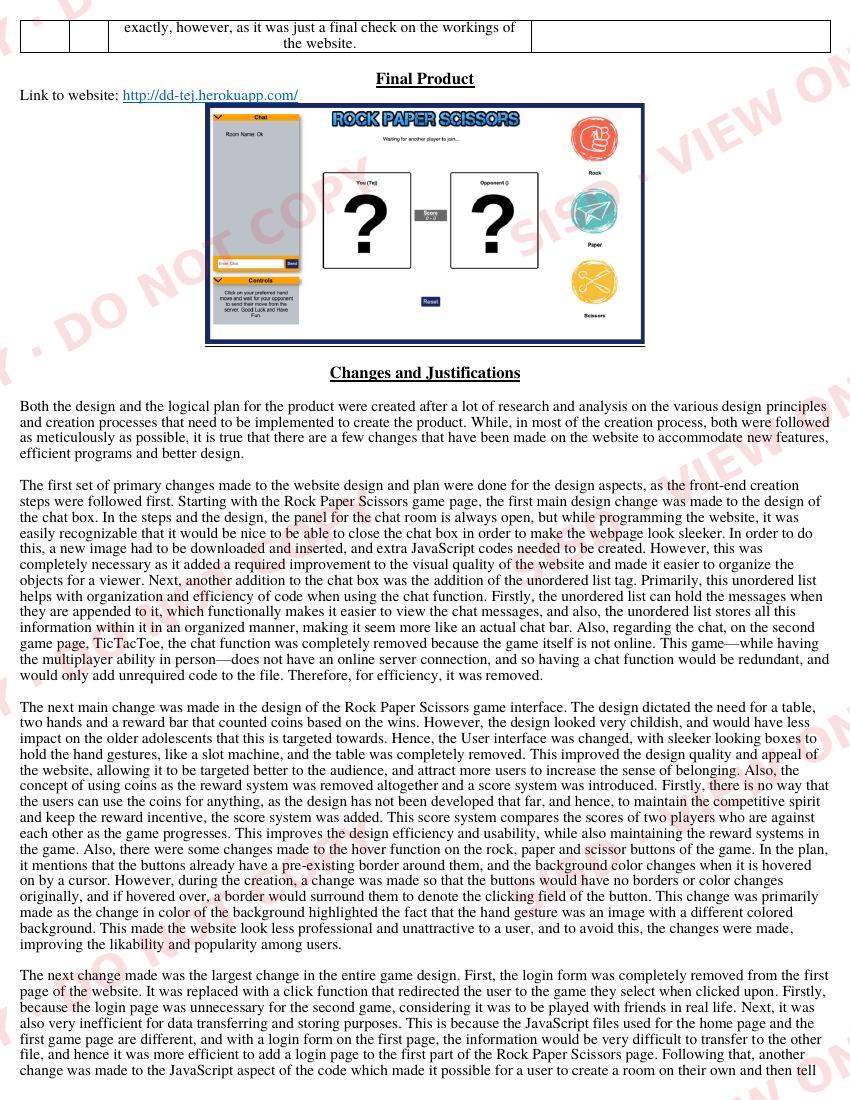 exactly, however, as it was just a final check on the workings of
the website.
Final Product
Link to website: http://dd-tej.herokuapp.com/
Chat
Room Name: Ok
Enter Chat
Send
Controls
Click on your preferred hand
move and wait for your opponent
to send their move from the
server. Good Luck and Have
Fun.
ROCK PAPER SCISSORS
Waiting for another player to join...
You (Tej)
?
Score
0 - 0
Opponent ()
?
Reset
Rock
Paper
Scissors
Changes and Justifications
Both the design and the logical plan for the product were created after a lot of research and analysis on the various design principles
and creation processes that need to be implemented to create the product. While, in most of the creation process, both were followed
as meticulously as possible, it is true that there are a few changes that have been made on the website to accommodate new features,
efficient programs and better design.
The first set of primary changes made to the website design and plan were done for the design aspects, as the front-end creation
steps were followed first. Starting with the Rock Paper Scissors game page, the first main design change was made to the design of
the chat box. In the steps and the design, the panel for the chat room is always open, but while programming the website, it was
easily recognizable that it would be nice to be able to close the chat box in order to make the webpage look sleeker. In order to do
this, a new image had to be downloaded and inserted, and extra JavaScript codes needed to be created. However, this was
completely necessary as it added a required improvement to the visual quality of the website and made it easier to organize the
objects for a viewer. Next, another addition to the chat box was the addition of the unordered list tag. Primarily, this unordered list
helps with organization and efficiency of code when using the chat function. Firstly, the unordered list can hold the messages when
they are appended to it, which functionally makes it easier to view the chat messages, and also, the unordered list stores all this
information within it in an organized manner, making it seem more like an actual chat bar. Also, regarding the chat, on the second
game page, TicTacToe, the chat function was completely removed because the game itself is not online. This game—while having
the multiplayer ability in person—does not have an online server connection, and so having a chat function would be redundant, and
would only add unrequired code to the file. Therefore, for efficiency, it was removed.
The next main change was made in the design of the Rock Paper Scissors game interface. The design dictated the need for a table,
two hands and a reward bar that counted coins based on the wins. However, the design looked very childish, and would have less
impact on the older adolescents that this is targeted towards. Hence, the User interface was changed, with sleeker looking boxes to
hold the hand gestures, like a slot machine, and the table was completely removed. This improved the design quality and appeal of
the website, allowing it to be targeted better to the audience, and attract more users to increase the sense of belonging. Also, the
concept of using coins as the reward system was removed altogether and a score system was introduced. Firstly, there is no way that
the users can use the coins for anything, as the design has not been developed that far, and hence, to maintain the competitive spirit
and keep the reward incentive, the score system was added. This score system compares the scores of two players who are against
each other as the game progresses. This improves the design efficiency and usability, while also maintaining the reward systems in
the game. Also, there were some changes made to the hover function on the rock, paper and scissor buttons of the game. In the plan,
it mentions that the buttons already have a pre-existing border around them, and the background color changes when it is hovered
on by a cursor. However, during the creation, a change was made so that the buttons would have no borders or color changes
originally, and if hovered over, a border would surround them to denote the clicking field of the button. This change was primarily
made as the change in color of the background highlighted the fact that the hand gesture was an image with a different colored
background. This made the website look less professional and unattractive to a user, and to avoid this, the changes were made,
improving the likability and popularity among users.
The next change made was the largest change in the entire game design. First, the login form was completely removed from the first
page of the website. It was replaced with a click function that redirected the user to the game they select when clicked upon. Firstly,
because the login page was unnecessary for the second game, considering it was to be played with friends in real life. Next, it was
also very inefficient for data transferring and storing purposes. This is because the JavaScript files used for the home page and the
first game page are different, and with a login form on the first page, the information would be very difficult to transfer to the other
file, and hence it was more efficient to add a login page to the first part of the Rock Paper Scissors page. Following that, another
change was made to the JavaScript aspect of the code which made it possible for a user to create a room on their own and then tell
SISD · VIEW ON
Y · DO NOT COPY
SISD · VIEW ON
Y · DO NOT COPY
SISD · VIEW ON
Y · DO NOT COPY